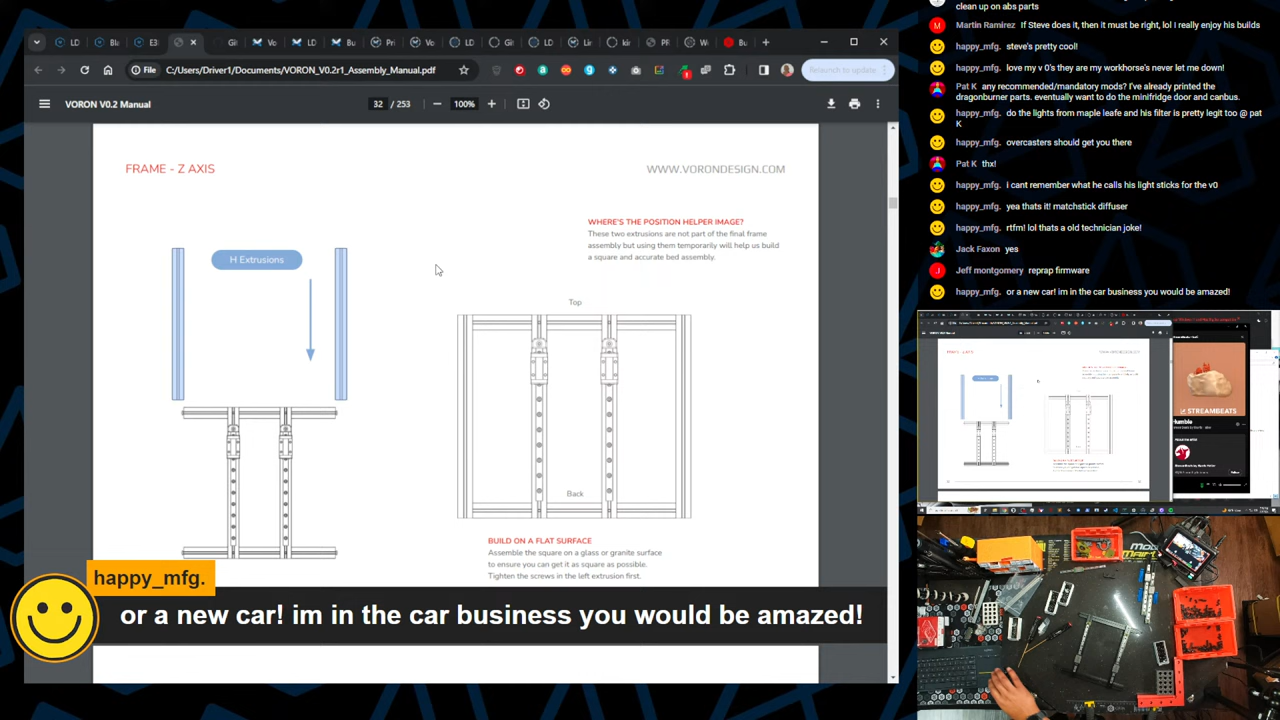 clean up on abs parts
Martin Ramirez If Steve does it, then it must be right, lol I really enjoy his builds
happy_mfg. steve's pretty cool!
happy_mfg. love my v 0's they are my workhorse's never let me down!
Pat K any recommended/mandatory mods? I've already printed the
dragonburner parts. eventually want to do the minifridge door and canbus.
happy_mfg. do the lights from maple leafe and his filter is pretty legit too @ pat
K
happy_mfg. overcasters should get you there
Pat K thx!
happy_mfg. i cant remember what he calls his light sticks for the v0
happy_mfg. yea thats it! matchstick diffuser
happy_mfg. rtfm! lol thats a old technician joke!
Jack Faxon yes
Jeff montgomery reprap firmware
happy_mfg. or a new car! im in the car business you would be amazed!
File C:/Users/Driver/Documents/VORON_V0.2r1_Assembly_Manual.pdf
Relaunch to update
VORON V0.2 Manual
32 / 253
100%
FRAME - Z AXIS
WWW.VORONDESIGN.COM
WHERE'S THE POSITION HELPER IMAGE?
These two extrusions are not part of the final frame
assembly but using them temporarily will help us build
a square and accurate bed assembly.
H Extrusions
Top
Back
BUILD ON A FLAT SURFACE
Assemble the square on a glass or granite surface
to ensure you can get it as square as possible.
Tighten the screws in the left extrusion first.
happy_mfg.
or a new car! im in the car business you would be amazed!
STREAMBEATS
Humble